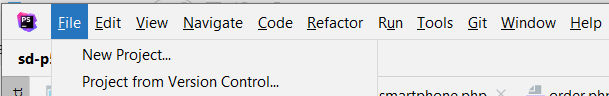 PS File Edit View Navigate Code Refactor Run Tools Git Window Help
New Project...
sd-p
Project from Version Control...
smartphone.php order.ph